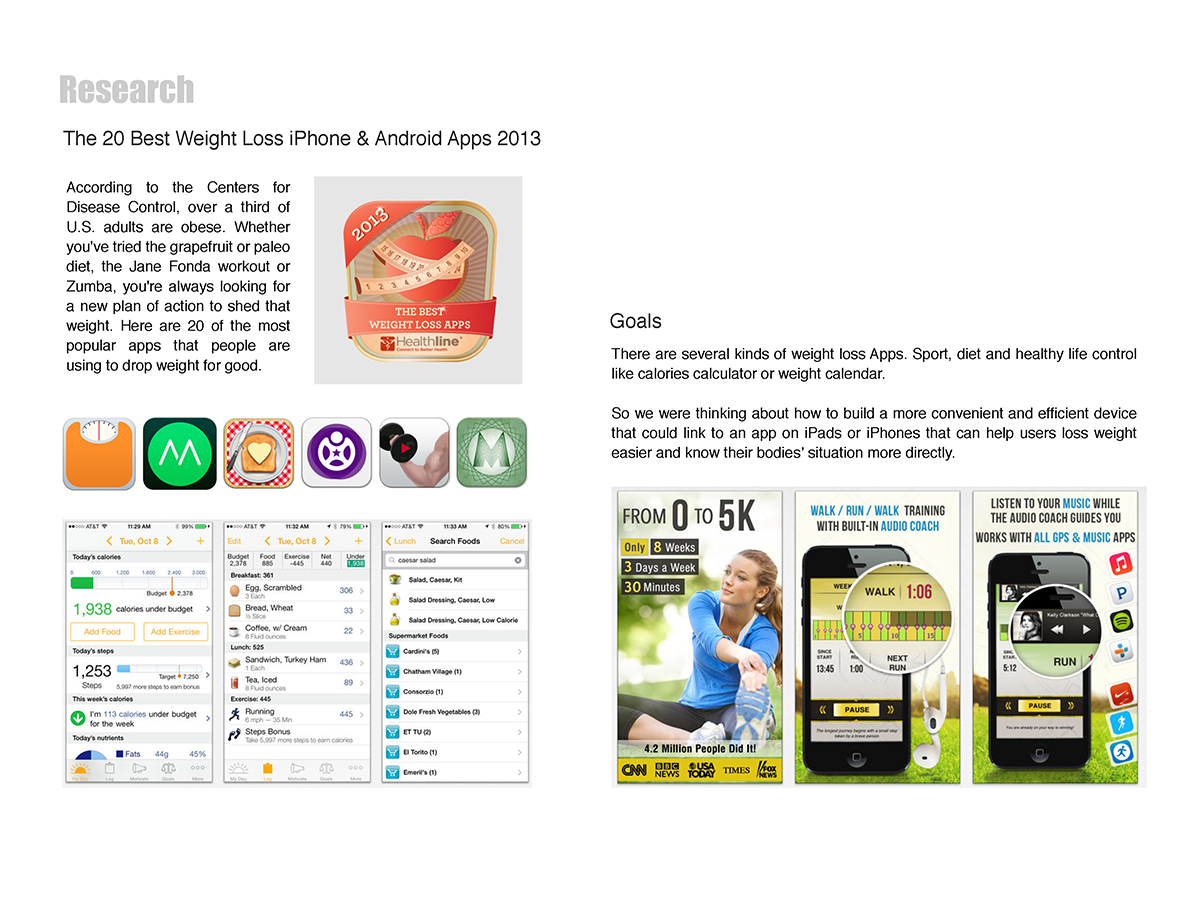 Research
The 20 Best Weight Loss iPhone & Android Apps 2013
According to the Centers for
Disease Control, over a third of
U.S. adults are obese. Whether
you've tried the grapefruit or paleo
diet, the Jane Fonda workout or
Zumba, you're always looking for
a new plan of action to shed that
weight. Here are 20 of the most
popular apps that people are
using to drop weight for good.
2013
THE BEST
WEIGHT LOSS APPS
Healthline
Connect to Better Health
AT&T 11:29 AM 99%
Tue, Oct 8 +
Today's calories
0 600 1,200 1,800 2,400 3,000
Budget 2,378
1,938 calories under budget
Add Food Add Exercise
Today's steps
1,253
Steps
Target 7,250
5,997 more steps to earn bonus
This week's calories
I'm 113 calories under budget
for the week
Today's nutrients
Fats 44g 45%
My Day Log Motivate Goals More
AT&T 11:32 AM 79%
Edit Tue, Oct 8 +
Budget Food Exercise Net Under
2,378 885 -445 440 1,938
Breakfast: 361
Egg, Scrambled 306
3 Each
Bread, Wheat 33
½ Slice
Coffee, w/ Cream 22
8 Fluid ounces
Lunch: 525
Sandwich, Turkey Ham 436
1 Each
Tea, Iced 89
8 Fluid ounces
Exercise: 445
Running 445
6 mph — 35 Min
Steps Bonus
Take 5,997 more steps to earn calories
My Day Log Motivate Goals More
AT&T 11:33 AM 80%
Lunch Search Foods Cancel
caesar salad
Salad, Caesar, Kit
Salad Dressing, Caesar, Low
Salad Dressing, Caesar, Low Calorie
Supermarket Foods
Cardini's (5)
Chatham Village (1)
Consorzio (1)
Dole Fresh Vegetables (3)
ET TU (2)
El Torito (1)
Emeril's (1)
Goals
There are several kinds of weight loss Apps. Sport, diet and healthy life control
like calories calculator or weight calendar.
So we were thinking about how to build a more convenient and efficient device
that could link to an app on iPads or iPhones that can help users loss weight
easier and know their bodies' situation more directly.
FROM 0 TO 5K
Only 8 Weeks
3 Days a Week
30 Minutes
4.2 Million People Did It!
CNN BBC NEWS USA TODAY TIMES FOX NEWS
WALK / RUN / WALK TRAINING
WITH BUILT-IN AUDIO COACH
WEEK
WALK 1:06
5 10 15
SINCE
START
13:45
1:00
NEXT
RUN
PAUSE
The longest journey begins with a small step
taken by a brave person
LISTEN TO YOUR MUSIC WHILE
THE AUDIO COACH GUIDES YOU
WORKS WITH ALL GPS & MUSIC APPS
Kelly Clarkson "What
5:12
RUN
PAUSE
You are already on your way to winning!